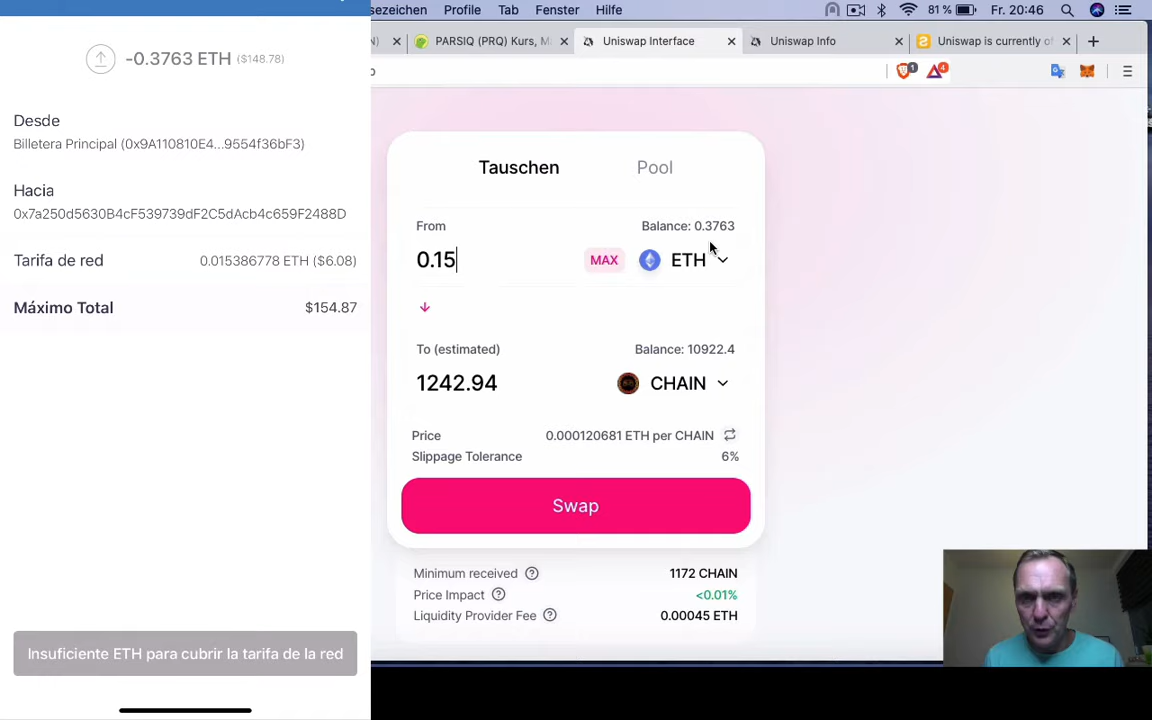 -0.3763 ETH ($148.78)
Desde
Billetera Principal (0x9A110810E4...9554f36bF3)
Hacia
0x7a250d5630B4cF539739dF2C5dAcb4c659F2488D
Tarifa de red 0.015386778 ETH ($6.08)
Máximo Total $154.87
Insuficiente ETH para cubrir la tarifa de la red
sezeichen Profile Tab Fenster Hilfe 81 % Fr. 20:46
PARSIQ (PRQ) Kurs, Uniswap Interface Uniswap Info Uniswap is currently of
1 4
Tauschen Pool
From Balance: 0.3763
0.15 MAX ETH
To (estimated) Balance: 10922.4
1242.94 CHAIN
Price 0.000120681 ETH per CHAIN
Slippage Tolerance 6%
Swap
Minimum received ? 1172 CHAIN
Price Impact ? <0.01%
Liquidity Provider Fee ? 0.00045 ETH